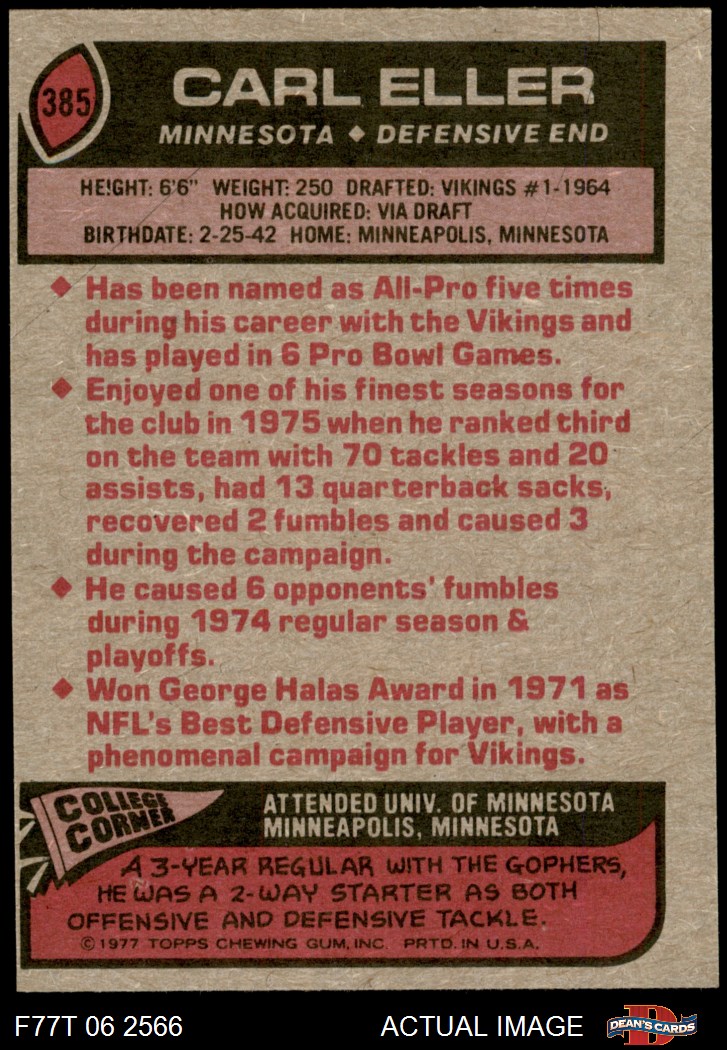 385
CARL ELLER
MINNESOTA ◆ DEFENSIVE END
HEIGHT: 6'6" WEIGHT: 250 DRAFTED: VIKINGS #1-1964
HOW ACQUIRED: VIA DRAFT
BIRTHDATE: 2-25-42 HOME: MINNEAPOLIS, MINNESOTA
◆ Has been named as All-Pro five times
during his career with the Vikings and
has played in 6 Pro Bowl Games.
◆ Enjoyed one of his finest seasons for
the club in 1975 when he ranked third
on the team with 70 tackles and 20
assists, had 13 quarterback sacks,
recovered 2 fumbles and caused 3
during the campaign.
◆ He caused 6 opponents' fumbles
during 1974 regular season &
playoffs.
◆ Won George Halas Award in 1971 as
NFL's Best Defensive Player, with a
phenomenal campaign for Vikings.
COLLEGE
CORNER
ATTENDED UNIV. OF MINNESOTA
MINNEAPOLIS, MINNESOTA
A 3-YEAR REGULAR WITH THE GOPHERS,
HE WAS A 2-WAY STARTER AS BOTH
OFFENSIVE AND DEFENSIVE TACKLE.
© 1977 TOPPS CHEWING GUM, INC. PRTD. IN U.S.A.
F77T 06 2566
ACTUAL IMAGE
D
DEAN'S CARDS